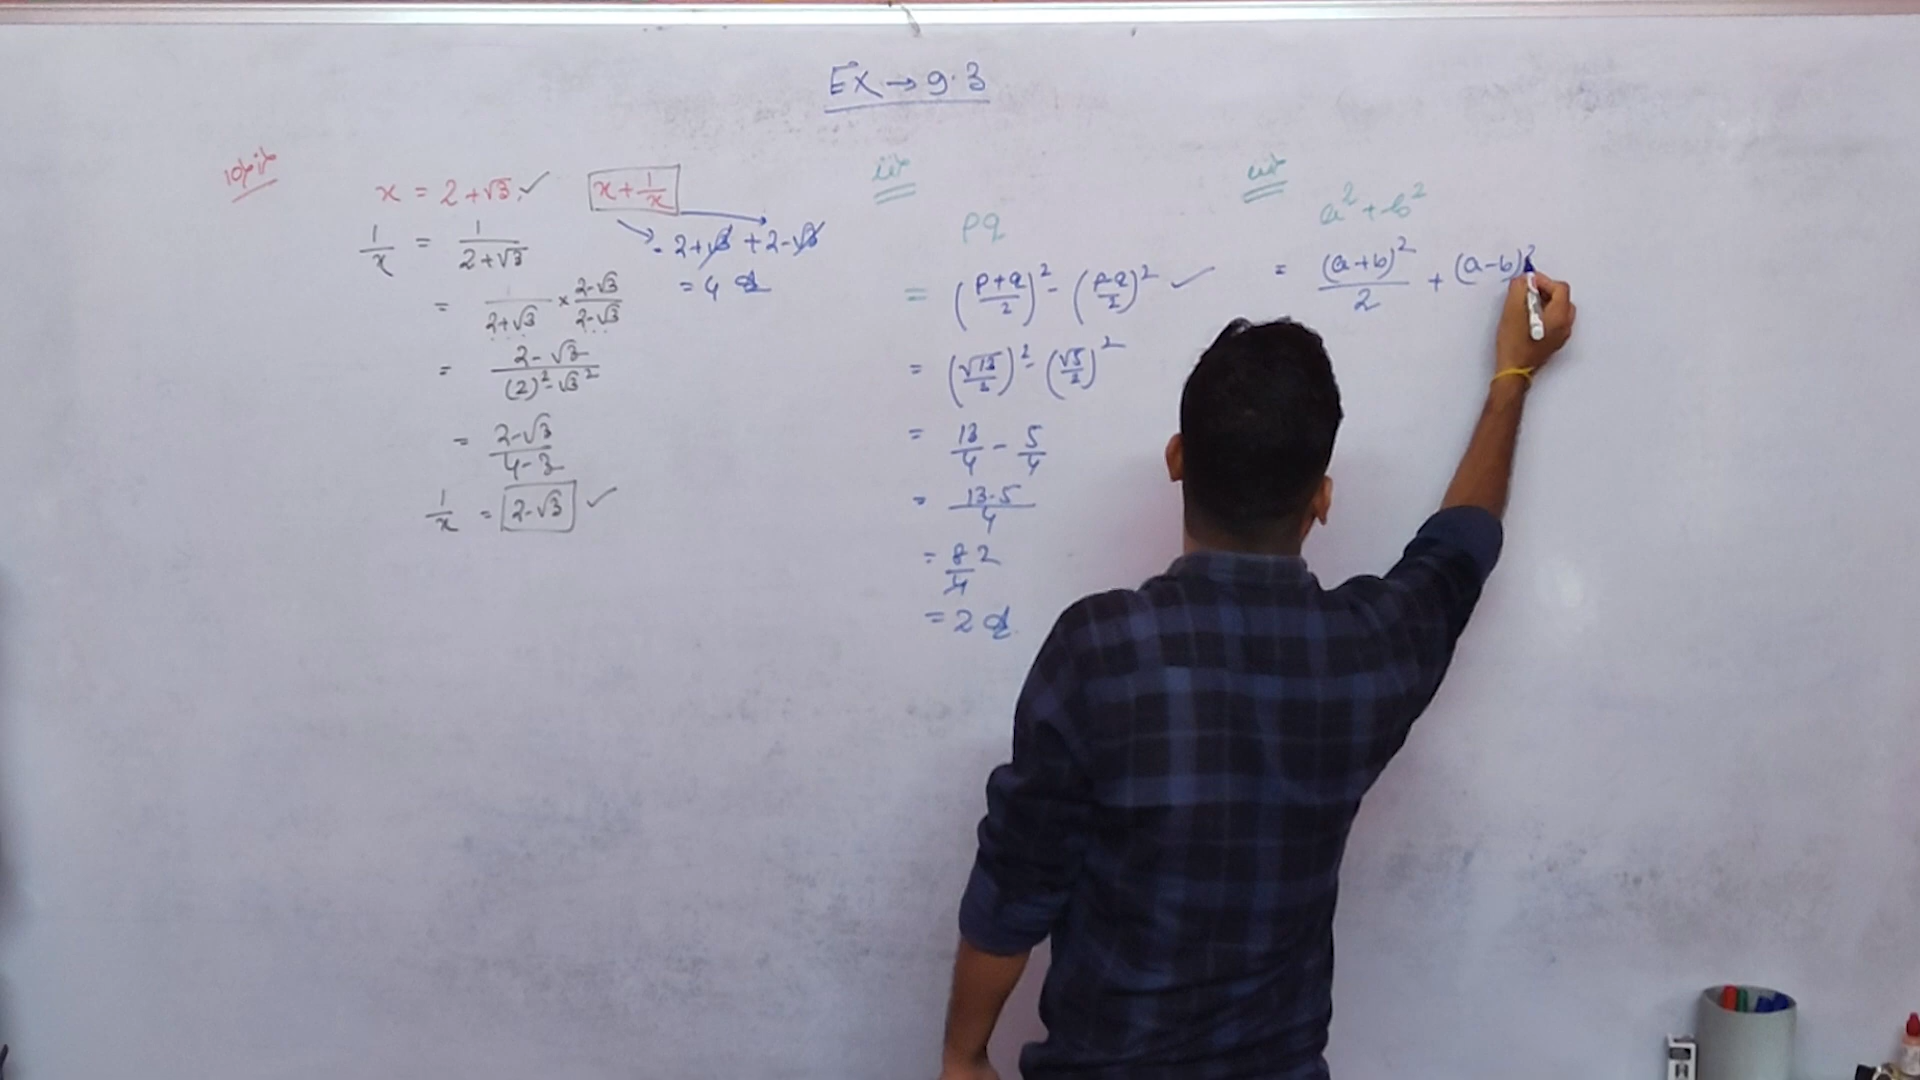 EX → 9.3
x = 2+√3 ✓
x + 1/x
1/x = 1/(2+√3)
= 1/(2+√3) × (2-√3)/(2-√3)
= (2-√3)/((2)² - √3²)
= (2-√3)/(4-3)
1/x = 2-√3 ✓
= 2+√3 + 2-√3
= 4
pq
= ((p+q)/2)² - ((p-q)/2)² ✓
= (√13/2)² - (√5/2)²
= 13/4 - 5/4
= (13-5)/4
= 8/4 2
= 2
a² + b²
= (a+b)²/2 + (a-b)²